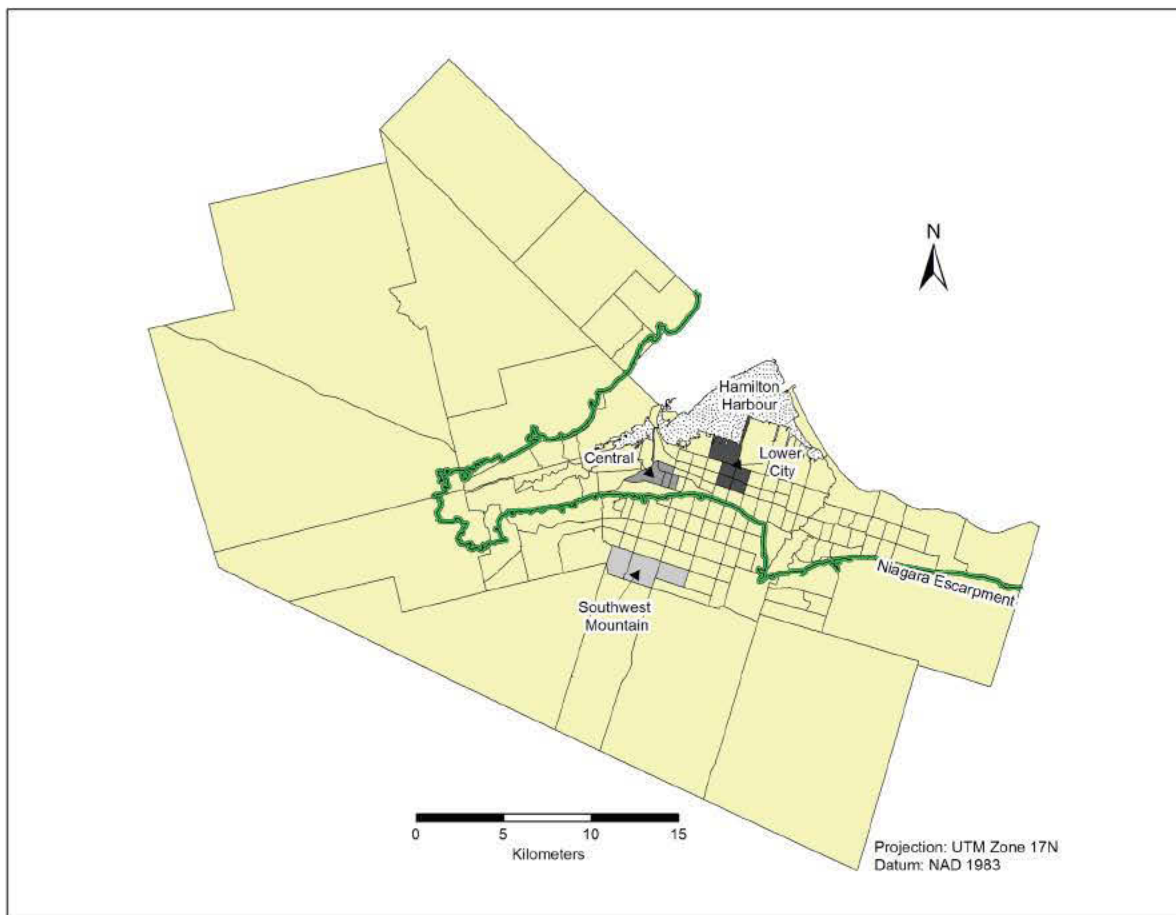 N
Hamilton
Harbour
Central
Lower
City
Niagara Escarpment
Southwest
Mountain
0 5 10 15
Kilometers
Projection: UTM Zone 17N
Datum: NAD 1983